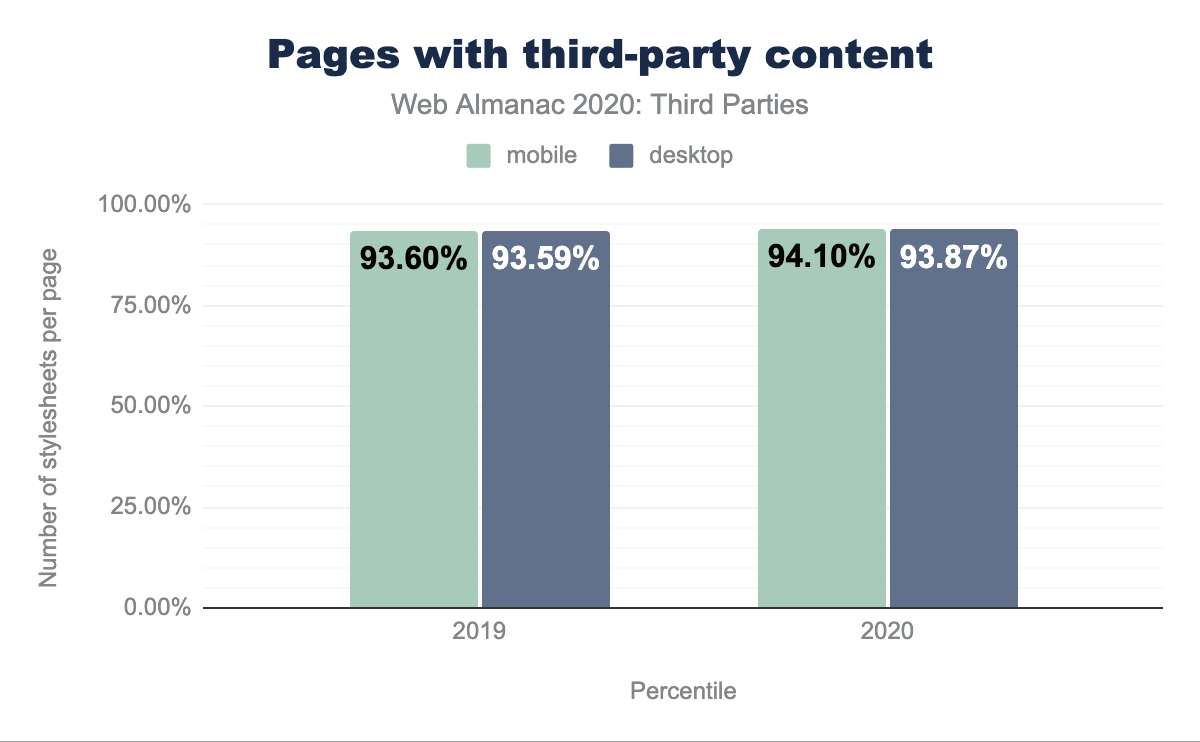 Pages with third-party content
Web Almanac 2020: Third Parties
mobile desktop
Number of stylesheets per page
100.00%
75.00%
50.00%
25.00%
0.00%
93.60% 93.59% 94.10% 93.87%
2019 2020
Percentile